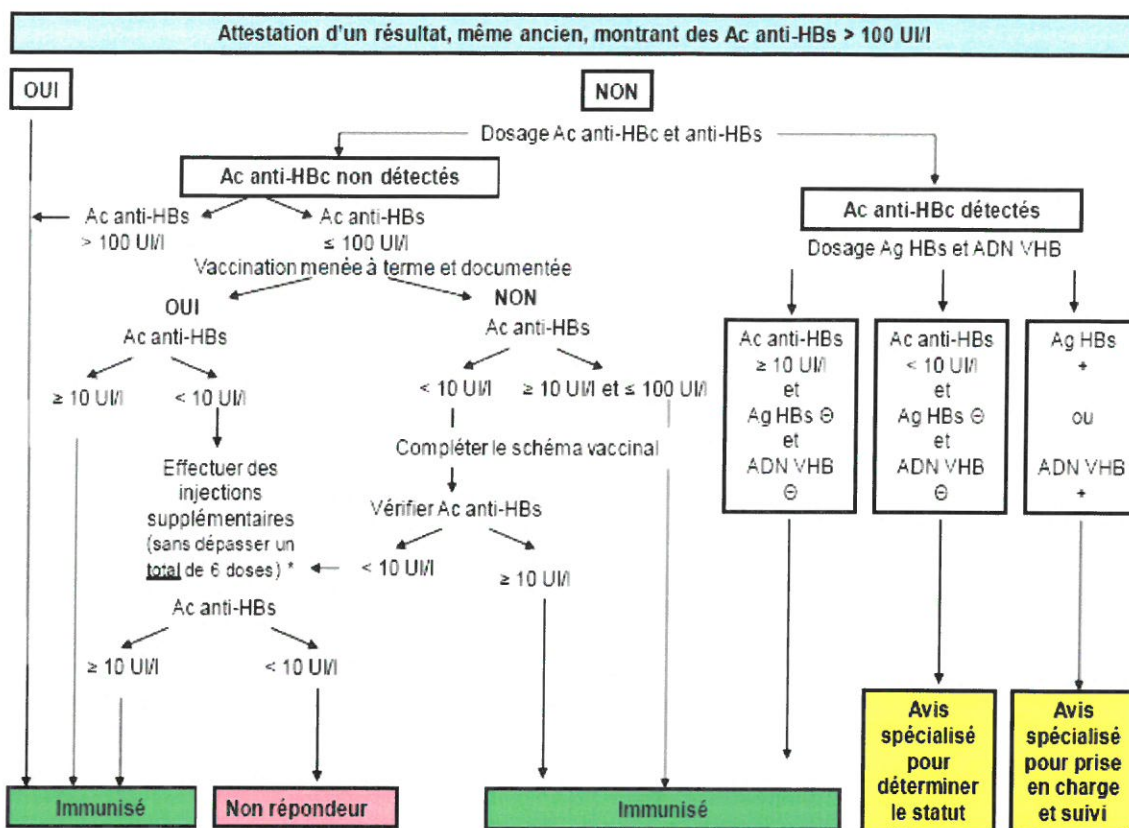 Attestation d'un résultat, même ancien, montrant des Ac anti-HBs > 100 UI/l
OUI
NON
Dosage Ac anti-HBc et anti-HBs
Ac anti-HBc non détectés
Ac anti-HBs
> 100 UI/l
Ac anti-HBs
≤ 100 UI/l
Vaccination menée à terme et documentée
OUI
Ac anti-HBs
≥ 10 UI/l
< 10 UI/l
Effectuer des
injections
supplémentaires
(sans dépasser un
total de 6 doses) *
Ac anti-HBs
≥ 10 UI/l
< 10 UI/l
NON
Ac anti-HBs
< 10 UI/l
≥ 10 UI/l et ≤ 100 UI/l
Compléter le schéma vaccinal
Vérifier Ac anti-HBs
< 10 UI/l
≥ 10 UI/l
Ac anti-HBc détectés
Dosage Ag HBs et ADN VHB
Ac anti-HBs
≥ 10 UI/l
et
Ag HBs ⊖
et
ADN VHB
⊖
Ac anti-HBs
< 10 UI/l
et
Ag HBs ⊖
et
ADN VHB
⊖
Ag HBs
+
ou
ADN VHB
+
Immunisé
Non répondeur
Immunisé
Avis
spécialisé
pour
déterminer
le statut
Avis
spécialisé
pour prise
en charge
et suivi